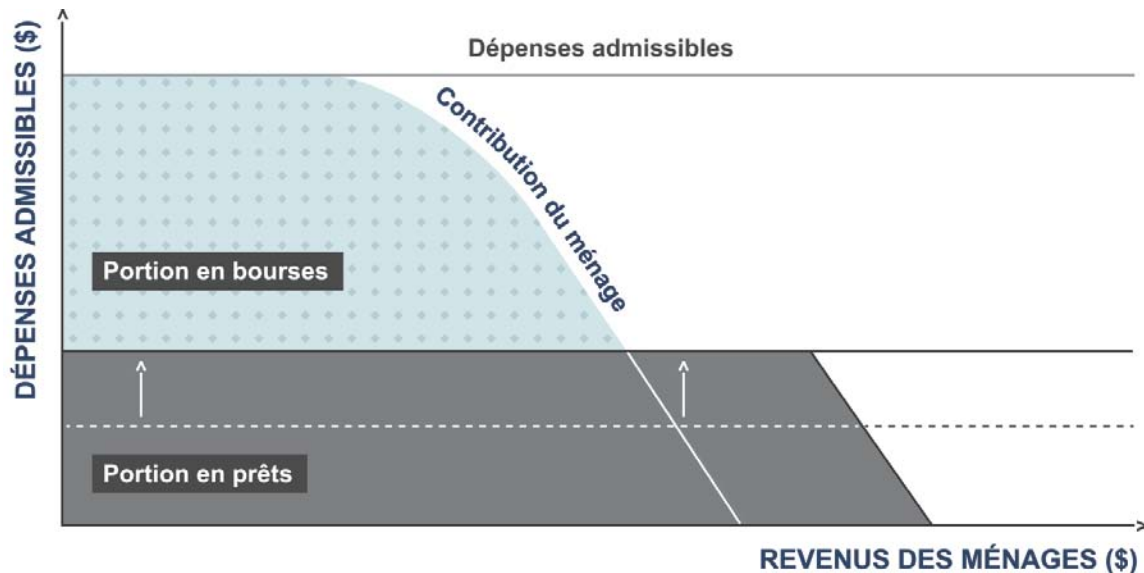 DÉPENSES ADMISSIBLES ($)
Dépenses admissibles
Contribution du ménage
Portion en bourses
Portion en prêts
REVENUS DES MÉNAGES ($)